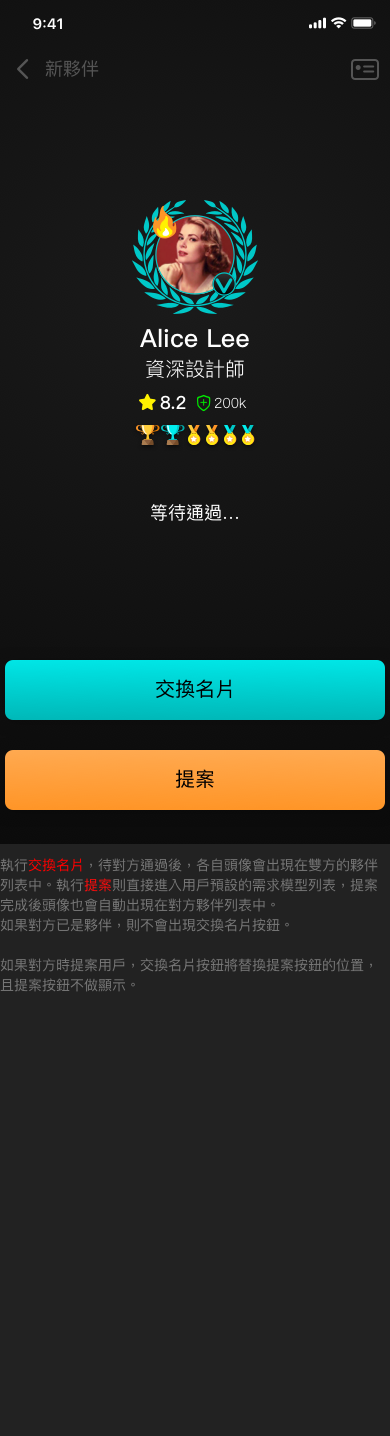 9:41
新夥伴
Alice Lee
資深設計師
8.2 200k
等待通過...
交換名片
提案
執行交換名片，待對方通過後，各自頭像會出現在雙方的夥伴
列表中。執行提案則直接進入用戶預設的需求模型列表，提案
完成後頭像也會自動出現在對方夥伴列表中。
如果對方已是夥伴，則不會出現交換名片按鈕。
如果對方時提案用戶，交換名片按鈕將替換提案按鈕的位置，
且提案按鈕不做顯示。